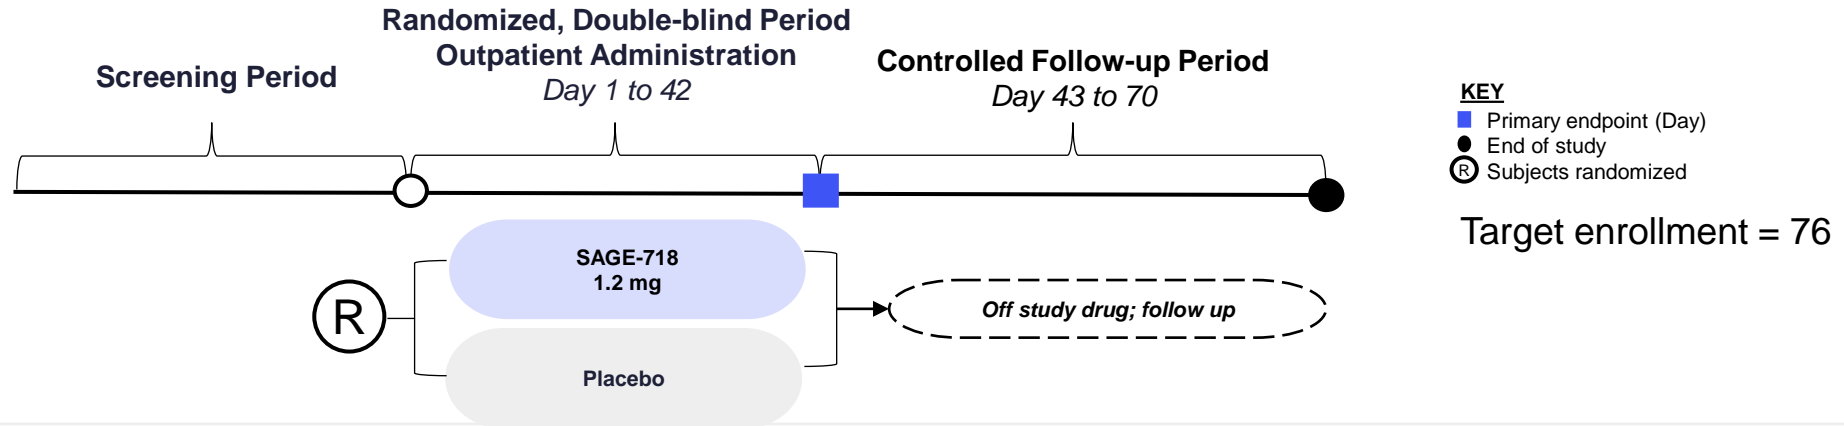 Screening Period
Randomized, Double-blind Period
Outpatient Administration
Day 1 to 42
Controlled Follow-up Period
Day 43 to 70
KEY
Primary endpoint (Day)
End of study
R Subjects randomized
Target enrollment = 76
R
SAGE-718
1.2 mg
Placebo
Off study drug; follow up